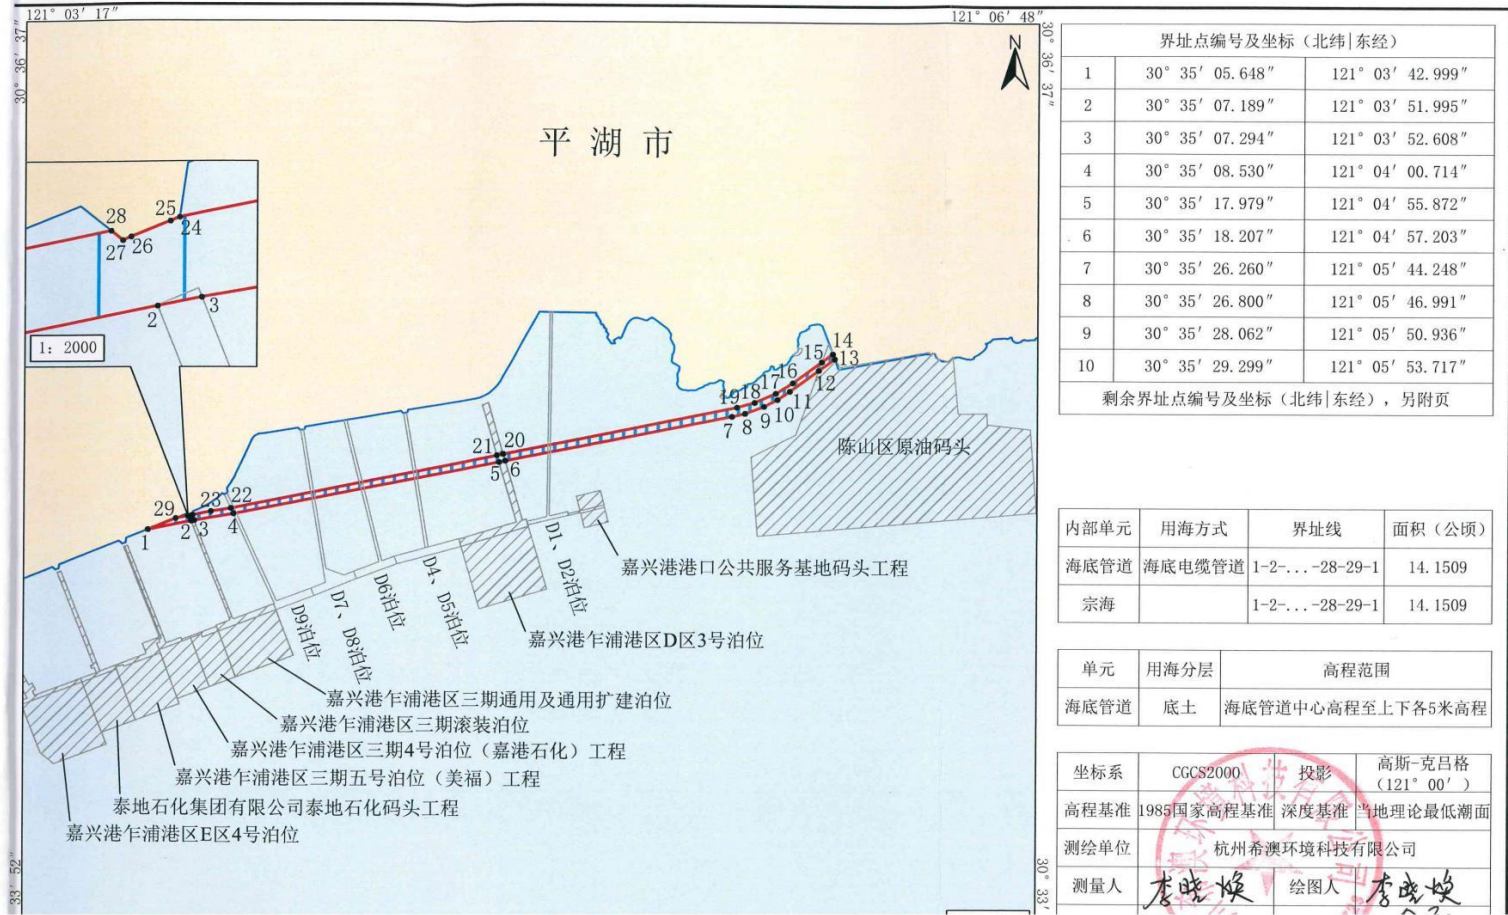 121° 03′ 17″
121° 06′ 48″
30° 36′ 37″
30° 36′ 37″
N
平湖市
28
25
24
27
26
3
2
1: 2000
14
13
15
12
16
17
11
18
10
19
9
8
7
20
21
6
5
22
23
29
4
3
2
1
陈山区原油码头
嘉兴港港口公共服务基地码头工程
D1、D2泊位
嘉兴港乍浦港区D区3号泊位
D4、D5泊位
D6泊位
D7、D8泊位
D9泊位
嘉兴港乍浦港区三期通用及通用扩建泊位
嘉兴港乍浦港区三期滚装泊位
嘉兴港乍浦港区三期4号泊位（嘉港石化）工程
嘉兴港乍浦港区三期五号泊位（美福）工程
泰地石化集团有限公司泰地石化码头工程
嘉兴港乍浦港区E区4号泊位
33′ 52″
30° 33′
界址点编号及坐标（北纬|东经）
1 30° 35′ 05.648″ 121° 03′ 42.999″
2 30° 35′ 07.189″ 121° 03′ 51.995″
3 30° 35′ 07.294″ 121° 03′ 52.608″
4 30° 35′ 08.530″ 121° 04′ 00.714″
5 30° 35′ 17.979″ 121° 04′ 55.872″
6 30° 35′ 18.207″ 121° 04′ 57.203″
7 30° 35′ 26.260″ 121° 05′ 44.248″
8 30° 35′ 26.800″ 121° 05′ 46.991″
9 30° 35′ 28.062″ 121° 05′ 50.936″
10 30° 35′ 29.299″ 121° 05′ 53.717″
剩余界址点编号及坐标（北纬|东经），另附页
内部单元 用海方式 界址线 面积（公顷）
海底管道 海底电缆管道 1-2-...-28-29-1 14.1509
宗海 1-2-...-28-29-1 14.1509
单元 用海分层 高程范围
海底管道 底土 海底管道中心高程至上下各5米高程
坐标系 CGCS2000 投影 高斯-克吕格
（121° 00′）
高程基准 1985国家高程基准 深度基准 当地理论最低潮面
测绘单位 杭州希澳环境科技有限公司
测量人 李晓焕 绘图人 李晓焕